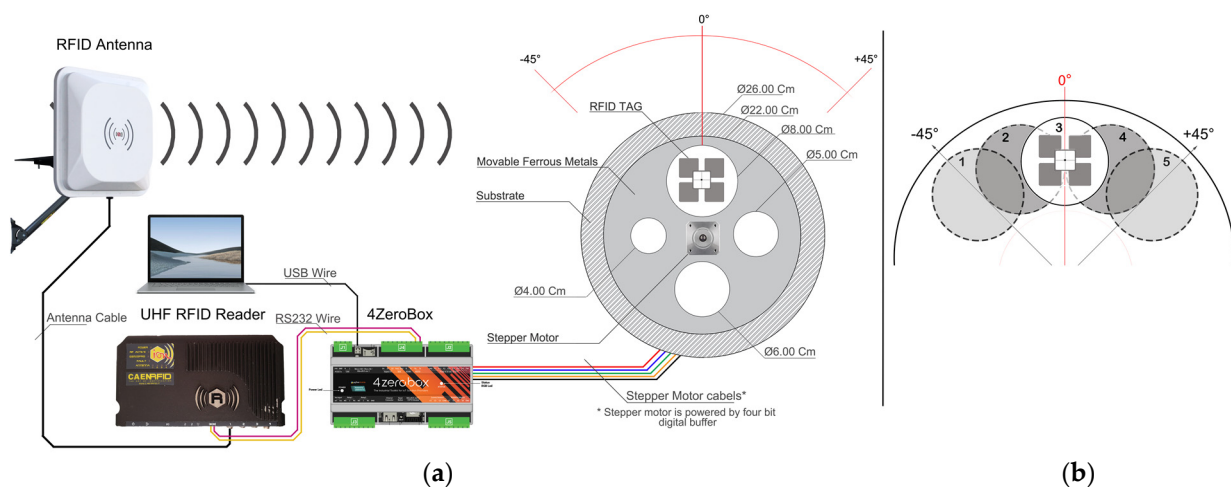 RFID Antenna
0°
-45°
+45°
Ø26.00 Cm
RFID TAG
Ø22.00 Cm
Ø8.00 Cm
Ø5.00 Cm
Movable Ferrous Metals
Substrate
USB Wire
Ø4.00 Cm
Antenna Cable
UHF RFID Reader
RS232 Wire
4ZeroBox
Stepper Motor
Ø6.00 Cm
CAENRFID
4zerobox
Stepper Motor cabels*
* Stepper motor is powered by four bit
digital buffer
(a)
0°
-45°
+45°
1
2
3
4
5
(b)